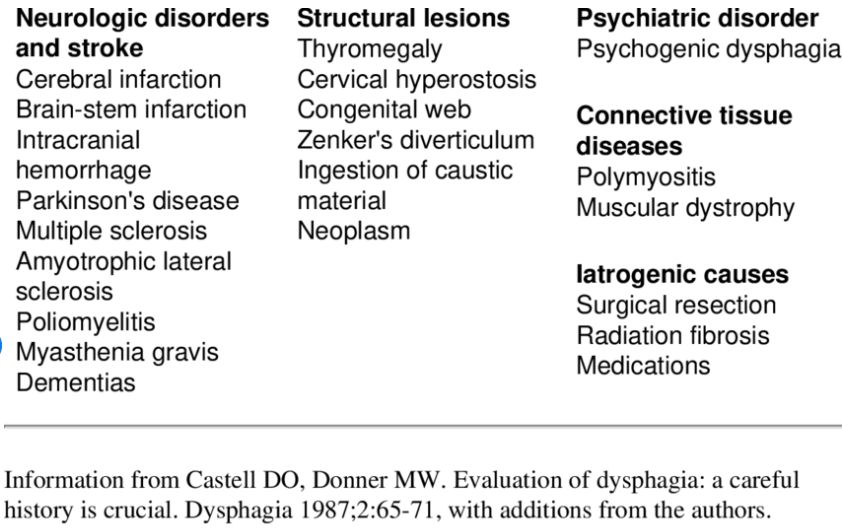 Neurologic disorders
and stroke
Cerebral infarction
Brain-stem infarction
Intracranial
hemorrhage
Parkinson's disease
Multiple sclerosis
Amyotrophic lateral
sclerosis
Poliomyelitis
Myasthenia gravis
Dementias
Structural lesions
Thyromegaly
Cervical hyperostosis
Congenital web
Zenker's diverticulum
Ingestion of caustic
material
Neoplasm
Psychiatric disorder
Psychogenic dysphagia
Connective tissue
diseases
Polymyositis
Muscular dystrophy
Iatrogenic causes
Surgical resection
Radiation fibrosis
Medications
Information from Castell DO, Donner MW. Evaluation of dysphagia: a careful
history is crucial. Dysphagia 1987;2:65-71, with additions from the authors.